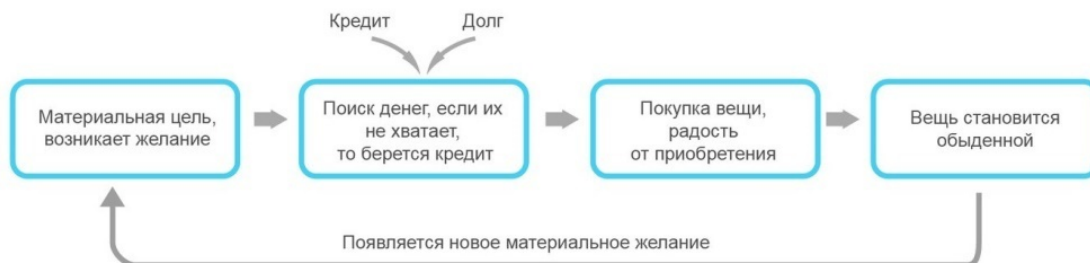 Кредит
Долг
Материальная цель,
возникает желание
Поиск денег, если их
не хватает,
то берется кредит
Покупка вещи,
радость
от приобретения
Вещь становится
обыденной
Появляется новое материальное желание